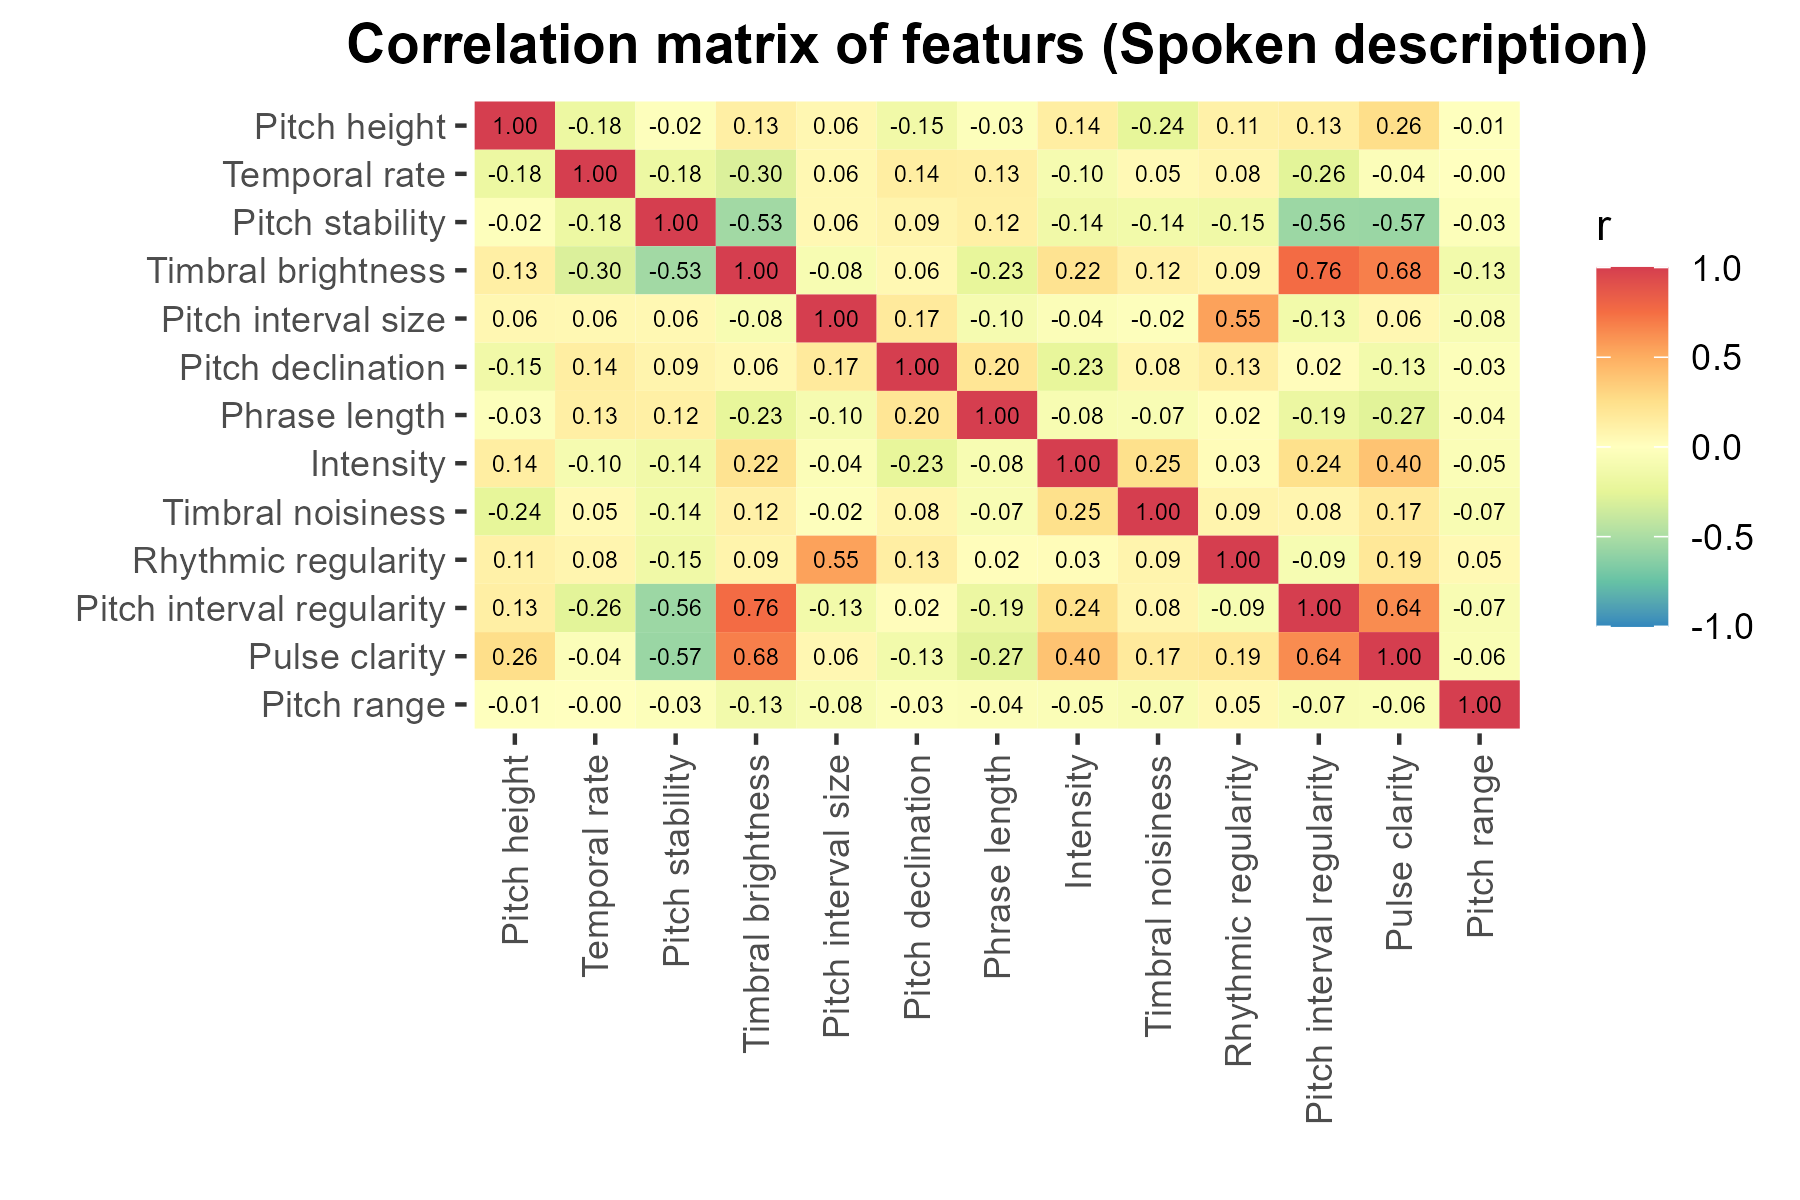 Correlation matrix of featurs (Spoken description)
Pitch height 1.00 -0.18 -0.02 0.13 0.06 -0.15 -0.03 0.14 -0.24 0.11 0.13 0.26 -0.01
Temporal rate -0.18 1.00 -0.18 -0.30 0.06 0.14 0.13 -0.10 0.05 0.08 -0.26 -0.04 -0.00
Pitch stability -0.02 -0.18 1.00 -0.53 0.06 0.09 0.12 -0.14 -0.14 -0.15 -0.56 -0.57 -0.03
Timbral brightness 0.13 -0.30 -0.53 1.00 -0.08 0.06 -0.23 0.22 0.12 0.09 0.76 0.68 -0.13
Pitch interval size 0.06 0.06 0.06 -0.08 1.00 0.17 -0.10 -0.04 -0.02 0.55 -0.13 0.06 -0.08
Pitch declination -0.15 0.14 0.09 0.06 0.17 1.00 0.20 -0.23 0.08 0.13 0.02 -0.13 -0.03
Phrase length -0.03 0.13 0.12 -0.23 -0.10 0.20 1.00 -0.08 -0.07 0.02 -0.19 -0.27 -0.04
Intensity 0.14 -0.10 -0.14 0.22 -0.04 -0.23 -0.08 1.00 0.25 0.03 0.24 0.40 -0.05
Timbral noisiness -0.24 0.05 -0.14 0.12 -0.02 0.08 -0.07 0.25 1.00 0.09 0.08 0.17 -0.07
Rhythmic regularity 0.11 0.08 -0.15 0.09 0.55 0.13 0.02 0.03 0.09 1.00 -0.09 0.19 0.05
Pitch interval regularity 0.13 -0.26 -0.56 0.76 -0.13 0.02 -0.19 0.24 0.08 -0.09 1.00 0.64 -0.07
Pulse clarity 0.26 -0.04 -0.57 0.68 0.06 -0.13 -0.27 0.40 0.17 0.19 0.64 1.00 -0.06
Pitch range -0.01 -0.00 -0.03 -0.13 -0.08 -0.03 -0.04 -0.05 -0.07 0.05 -0.07 -0.06 1.00
Pitch height
Temporal rate
Pitch stability
Timbral brightness
Pitch interval size
Pitch declination
Phrase length
Intensity
Timbral noisiness
Rhythmic regularity
Pitch interval regularity
Pulse clarity
Pitch range
r
1.0
0.5
0.0
-0.5
-1.0